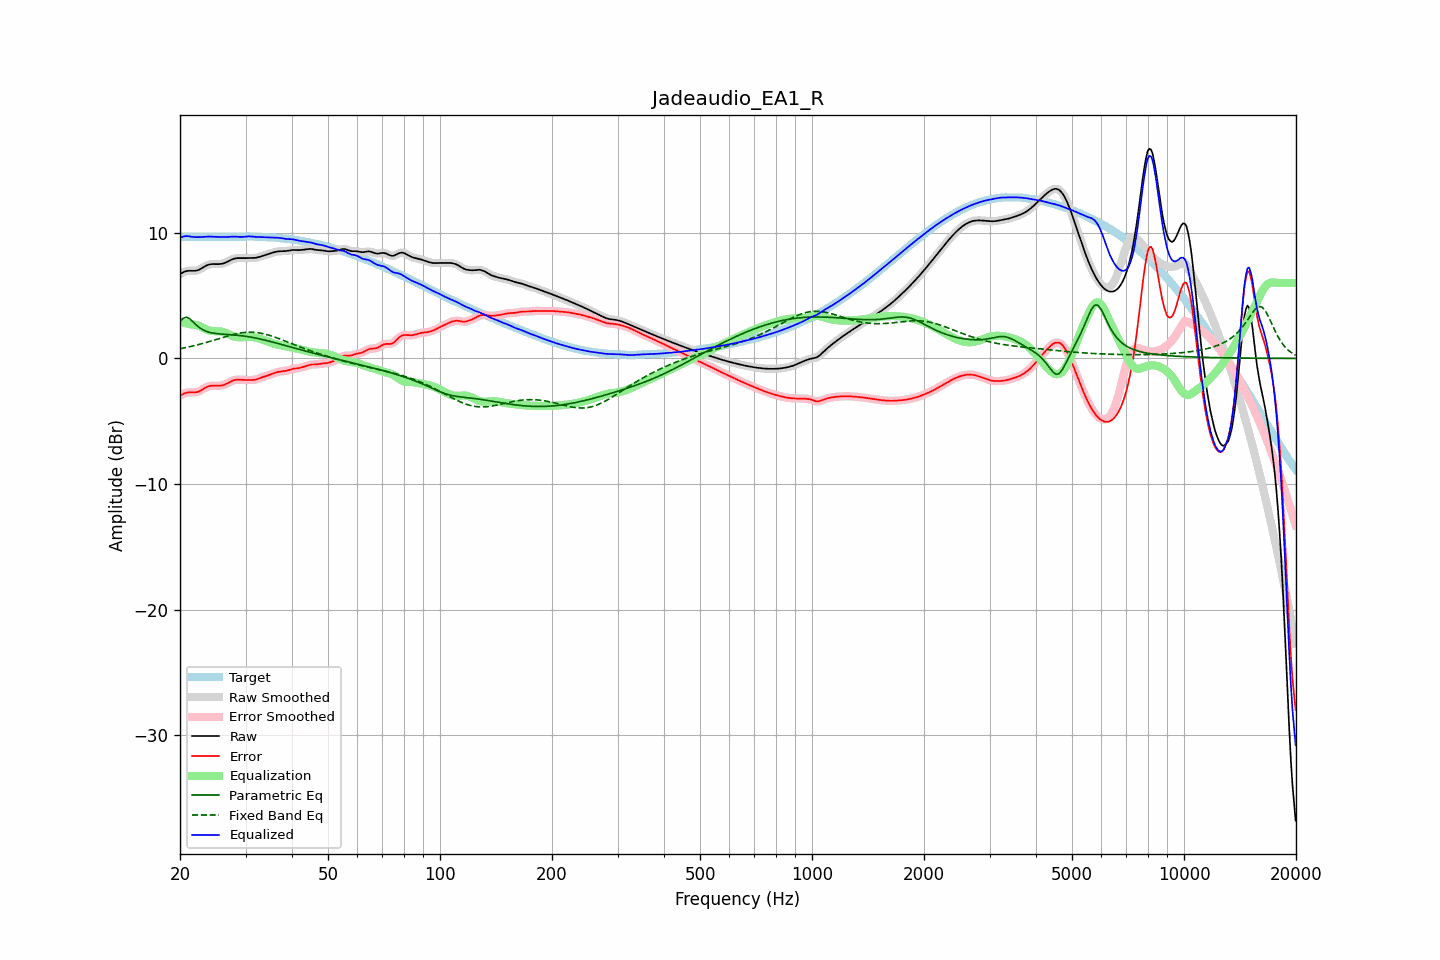 Jadeaudio_EA1_R
10
0
−10
−20
−30
Amplitude (dBr)
Target
Raw Smoothed
Error Smoothed
Raw
Error
Equalization
Parametric Eq
Fixed Band Eq
Equalized
20 50 100 200 500 1000 2000 5000 10000 20000
Frequency (Hz)